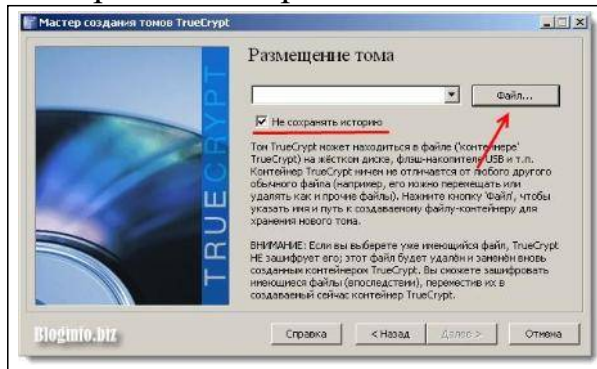 Мастер создания томов TrueCrypt
TRUECRYPT
Размещение тома
Файл...
Не сохранять историю
Том TrueCrypt может находиться в файле ('контейнере'
TrueCrypt) на жёстком диске, флэш-накопителе USB и т.п.
Контейнер TrueCrypt ничем не отличается от любого другого
обычного файла (например, его можно перемещать или
удалять как и прочие файлы). Нажмите кнопку 'Файл', чтобы
указать имя и путь к создаваемому файлу-контейнеру для
хранения нового тома.
ВНИМАНИЕ: Если вы выберете уже имеющийся файл, TrueCrypt
НЕ зашифрует его; этот файл будет удалён и заменён вновь
созданным контейнером TrueCrypt. Вы сможете зашифровать
имеющиеся файлы (впоследствии), переместив их в
создаваемый сейчас контейнер TrueCrypt.
Bloginfo.biz
Справка
< Назад
Далее >
Отмена